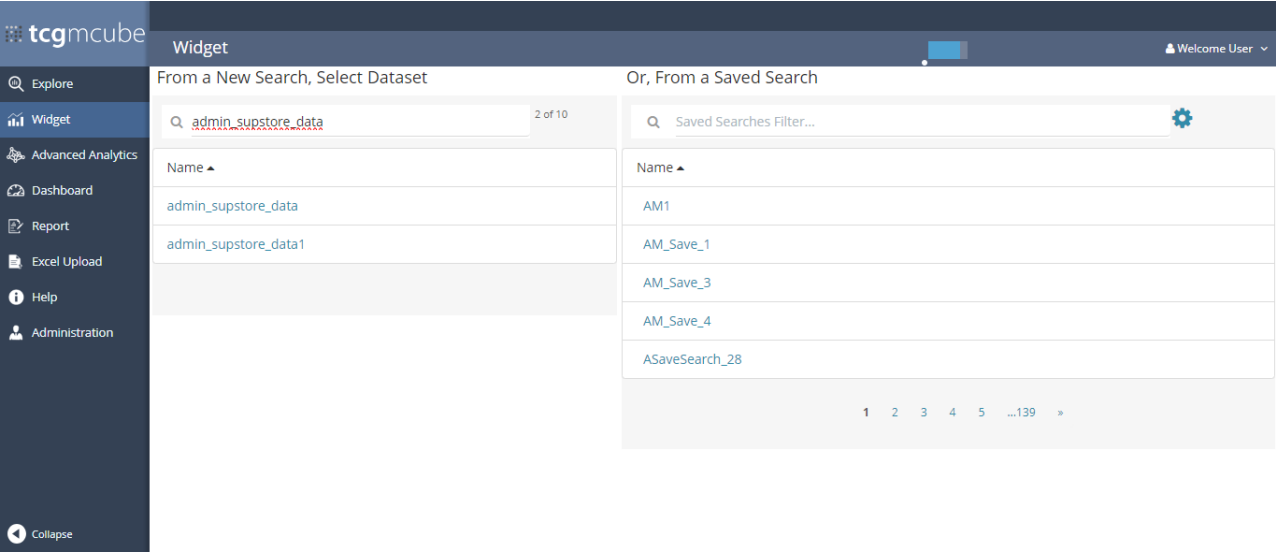 tcgmcube
Widget
Welcome User
Explore
Widget
Advanced Analytics
Dashboard
Report
Excel Upload
Help
Administration
Collapse
From a New Search, Select Dataset
admin_supstore_data
2 of 10
Name
admin_supstore_data
admin_supstore_data1
Or, From a Saved Search
Saved Searches Filter...
Name
AM1
AM_Save_1
AM_Save_3
AM_Save_4
ASaveSearch_28
1 2 3 4 5 ...139 »